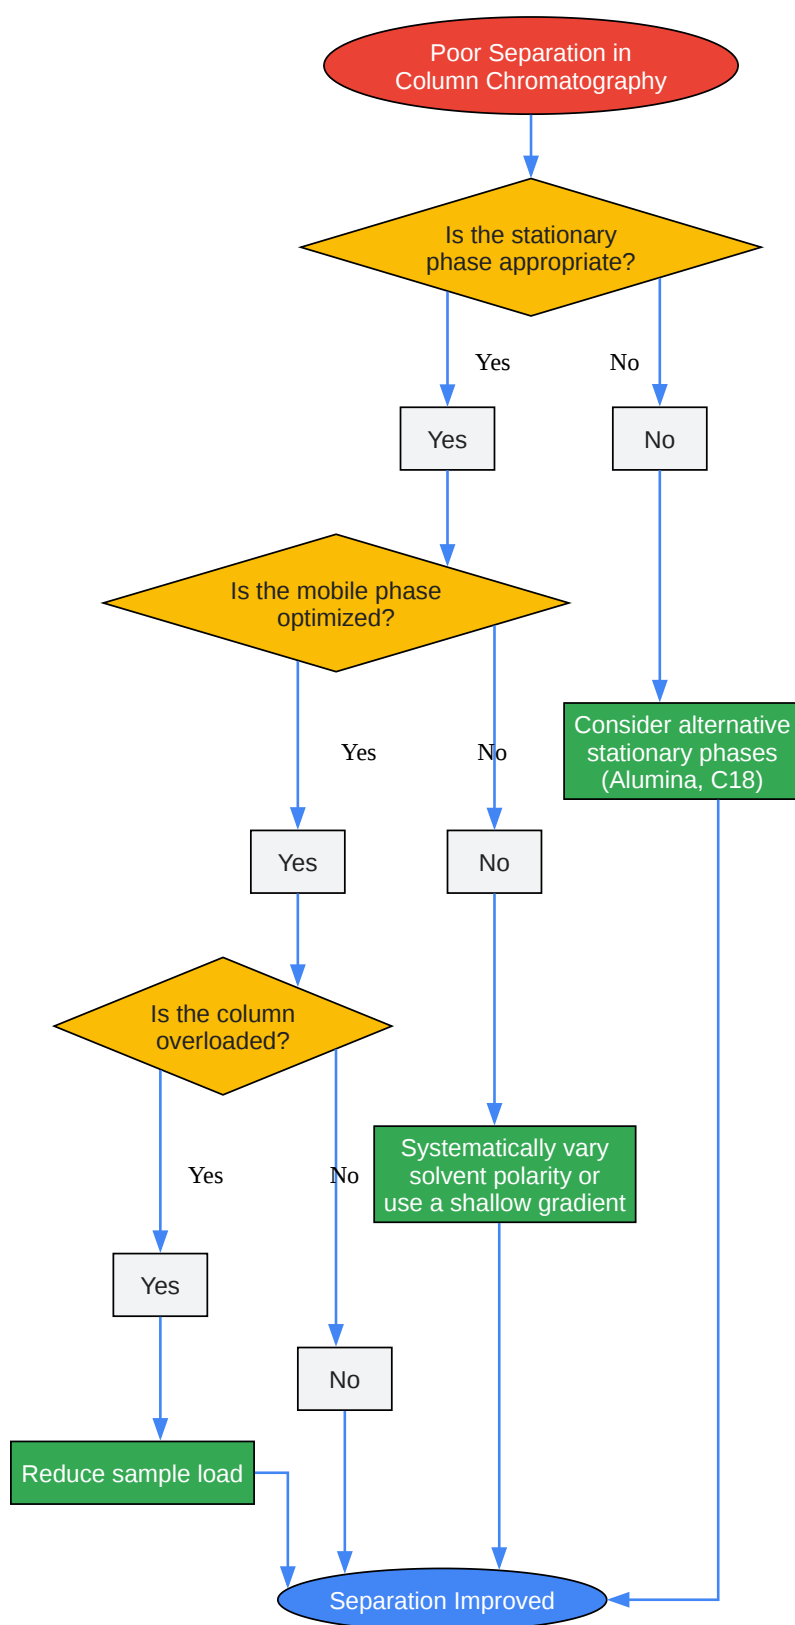 Poor Separation in
Column Chromatography
Is the stationary
phase appropriate?
Yes
No
Yes
No
Is the mobile phase
optimized?
Consider alternative
stationary phases
(Alumina, C18)
Yes
No
Yes
No
Is the column
overloaded?
Systematically vary
solvent polarity or
use a shallow gradient
Yes
No
Yes
No
Reduce sample load
Separation Improved